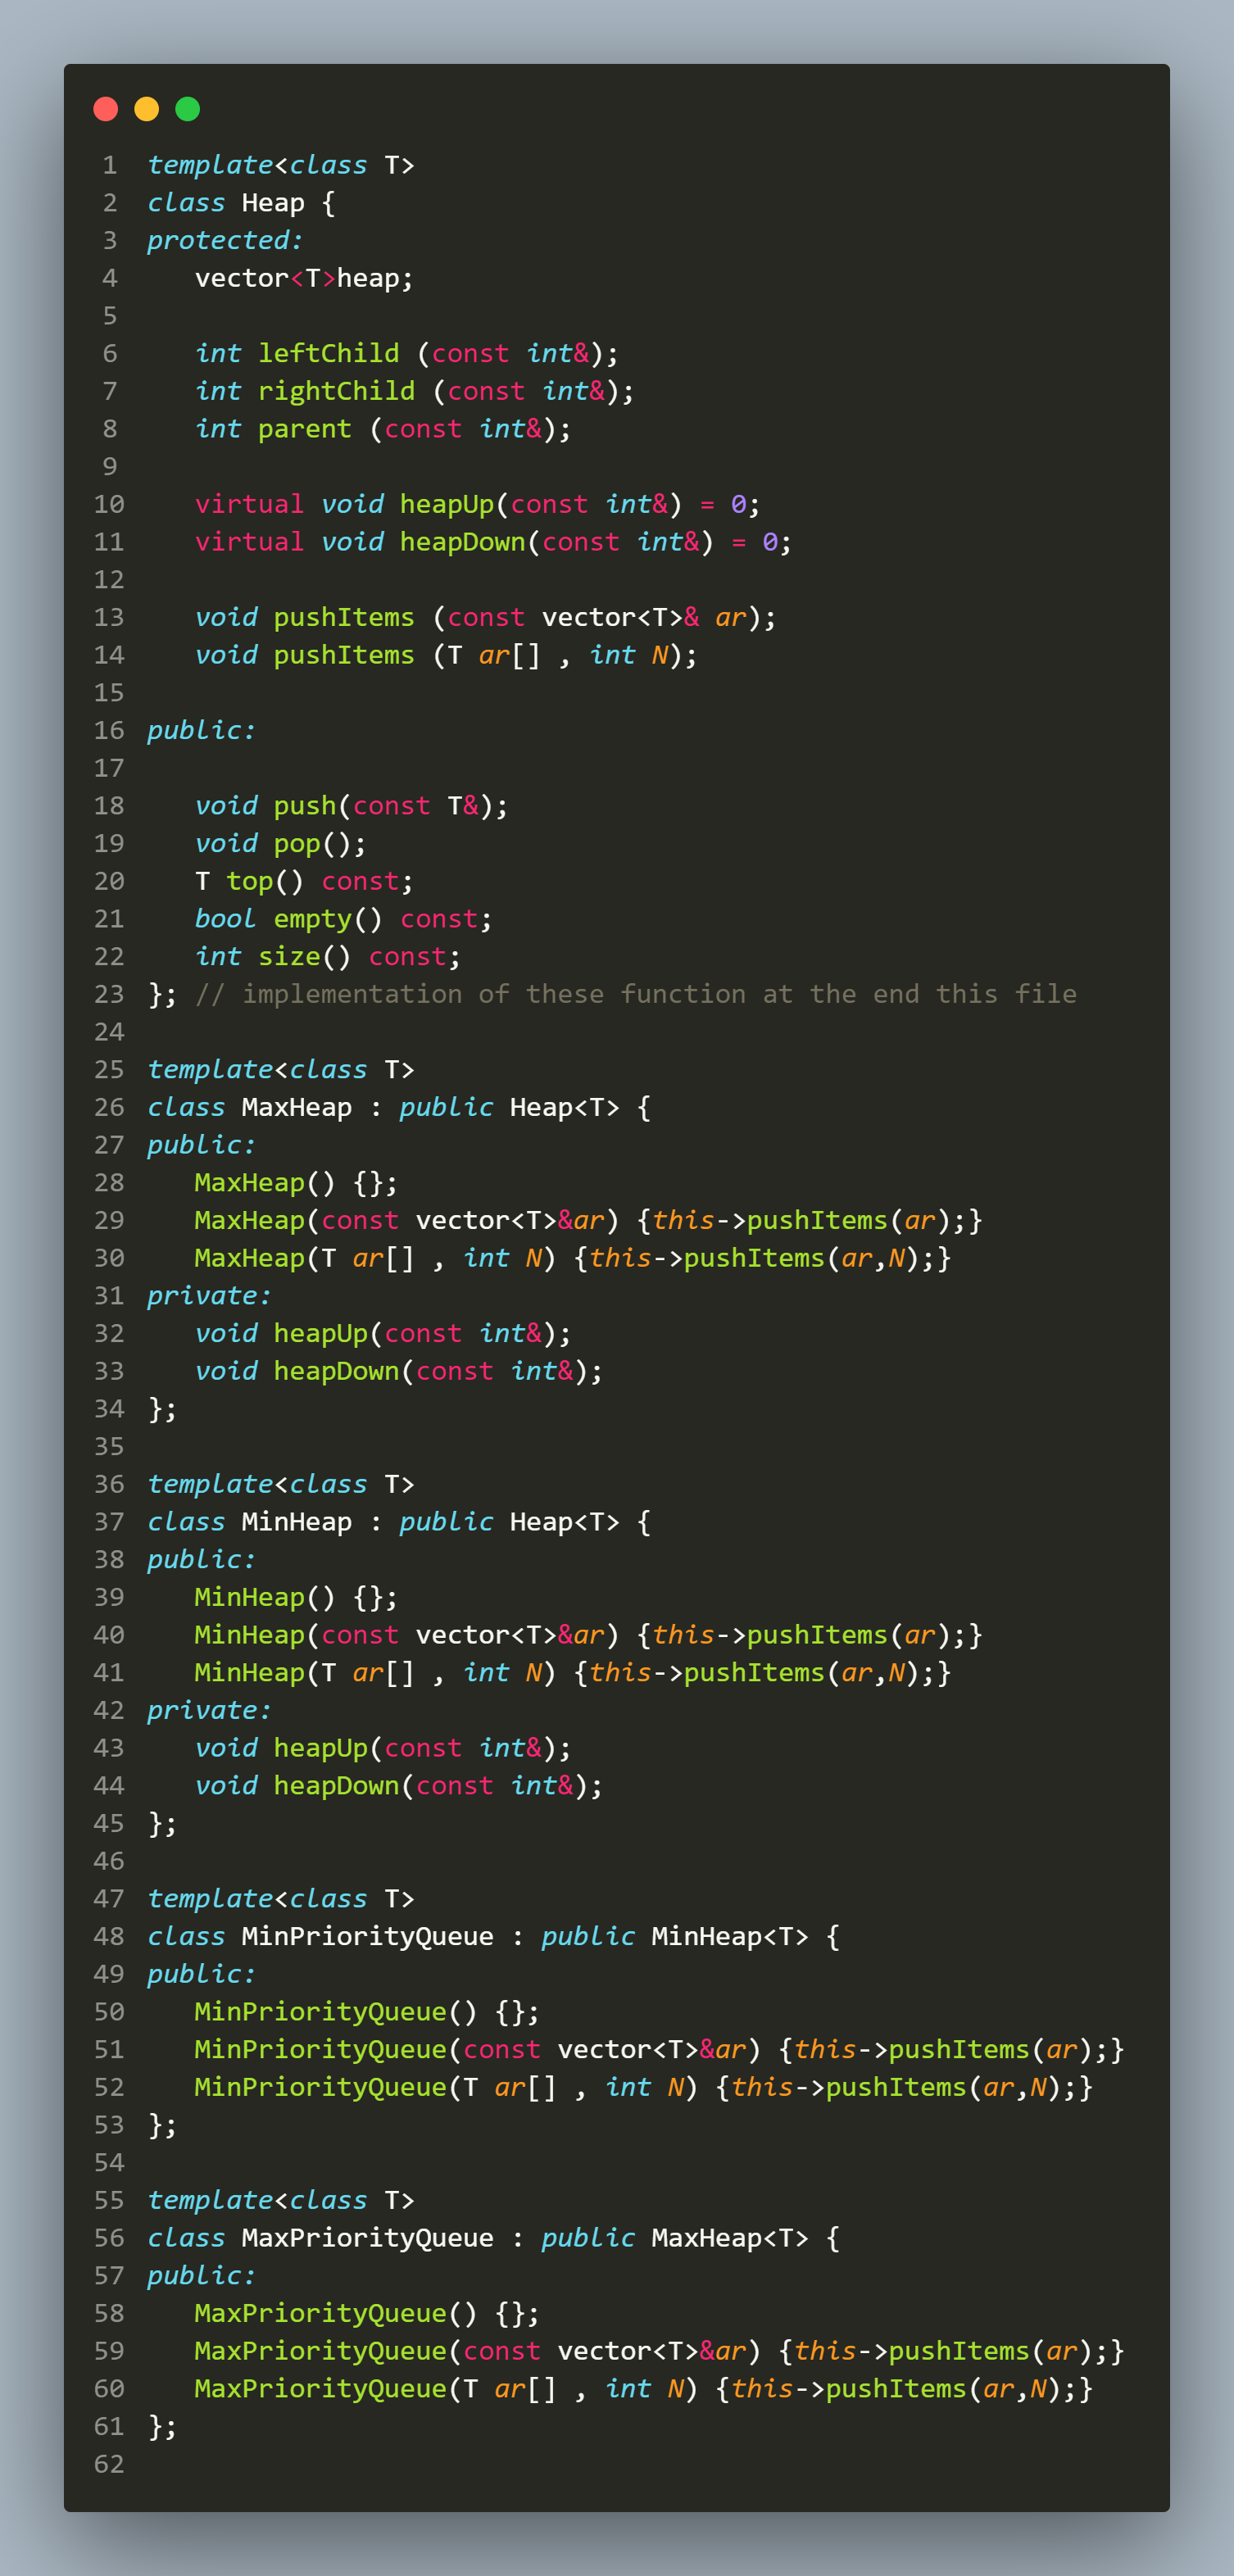 1 template<class T>
2 class Heap {
3 protected:
4    vector<T>heap;
5
6    int leftChild (const int&);
7    int rightChild (const int&);
8    int parent (const int&);
9
10    virtual void heapUp(const int&) = 0;
11    virtual void heapDown(const int&) = 0;
12
13    void pushItems (const vector<T>& ar);
14    void pushItems (T ar[] , int N);
15
16 public:
17
18    void push(const T&);
19    void pop();
20    T top() const;
21    bool empty() const;
22    int size() const;
23 }; // implementation of these function at the end this file
24
25 template<class T>
26 class MaxHeap : public Heap<T> {
27 public:
28    MaxHeap() {};
29    MaxHeap(const vector<T>&ar) {this->pushItems(ar);}
30    MaxHeap(T ar[] , int N) {this->pushItems(ar,N);}
31 private:
32    void heapUp(const int&);
33    void heapDown(const int&);
34 };
35
36 template<class T>
37 class MinHeap : public Heap<T> {
38 public:
39    MinHeap() {};
40    MinHeap(const vector<T>&ar) {this->pushItems(ar);}
41    MinHeap(T ar[] , int N) {this->pushItems(ar,N);}
42 private:
43    void heapUp(const int&);
44    void heapDown(const int&);
45 };
46
47 template<class T>
48 class MinPriorityQueue : public MinHeap<T> {
49 public:
50    MinPriorityQueue() {};
51    MinPriorityQueue(const vector<T>&ar) {this->pushItems(ar);}
52    MinPriorityQueue(T ar[] , int N) {this->pushItems(ar,N);}
53 };
54
55 template<class T>
56 class MaxPriorityQueue : public MaxHeap<T> {
57 public:
58    MaxPriorityQueue() {};
59    MaxPriorityQueue(const vector<T>&ar) {this->pushItems(ar);}
60    MaxPriorityQueue(T ar[] , int N) {this->pushItems(ar,N);}
61 };
62